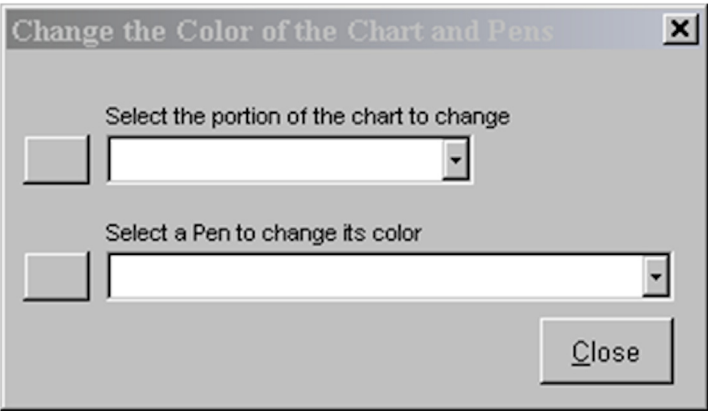 Change the Color of the Chart and Pens
Select the portion of the chart to change
Select a Pen to change its color
Close